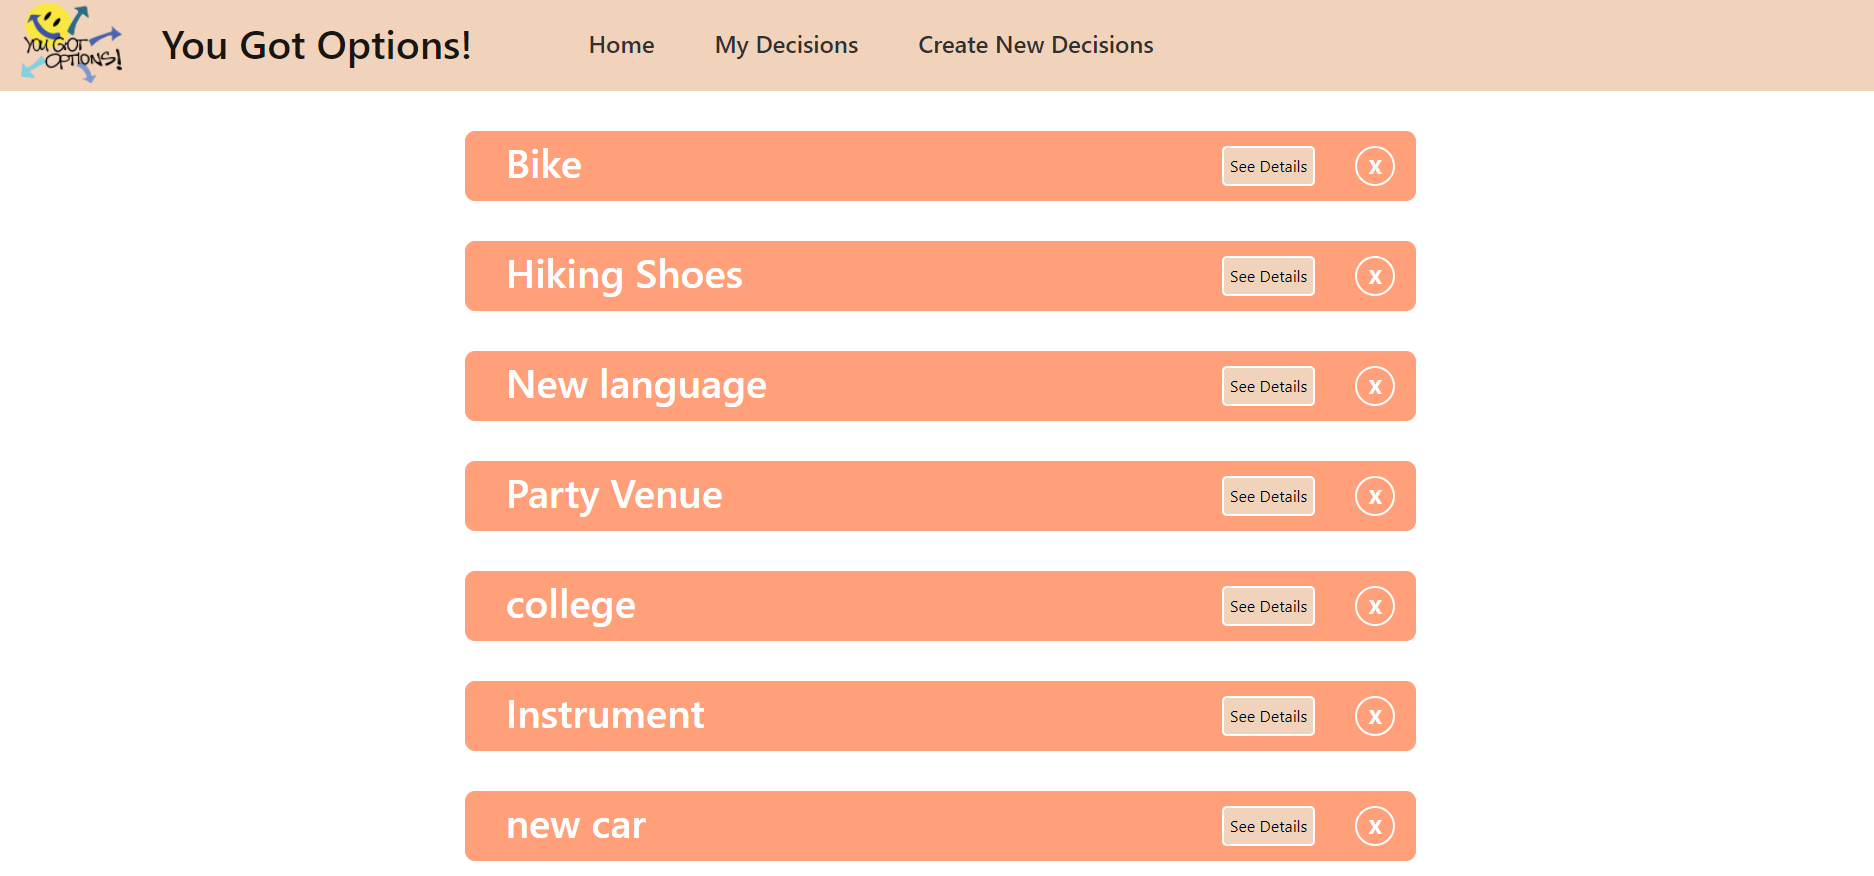 YOU GOT
OPTIONS!
You Got Options! Home My Decisions Create New Decisions
Bike See Details X
Hiking Shoes See Details X
New language See Details X
Party Venue See Details X
college See Details X
Instrument See Details X
new car See Details X